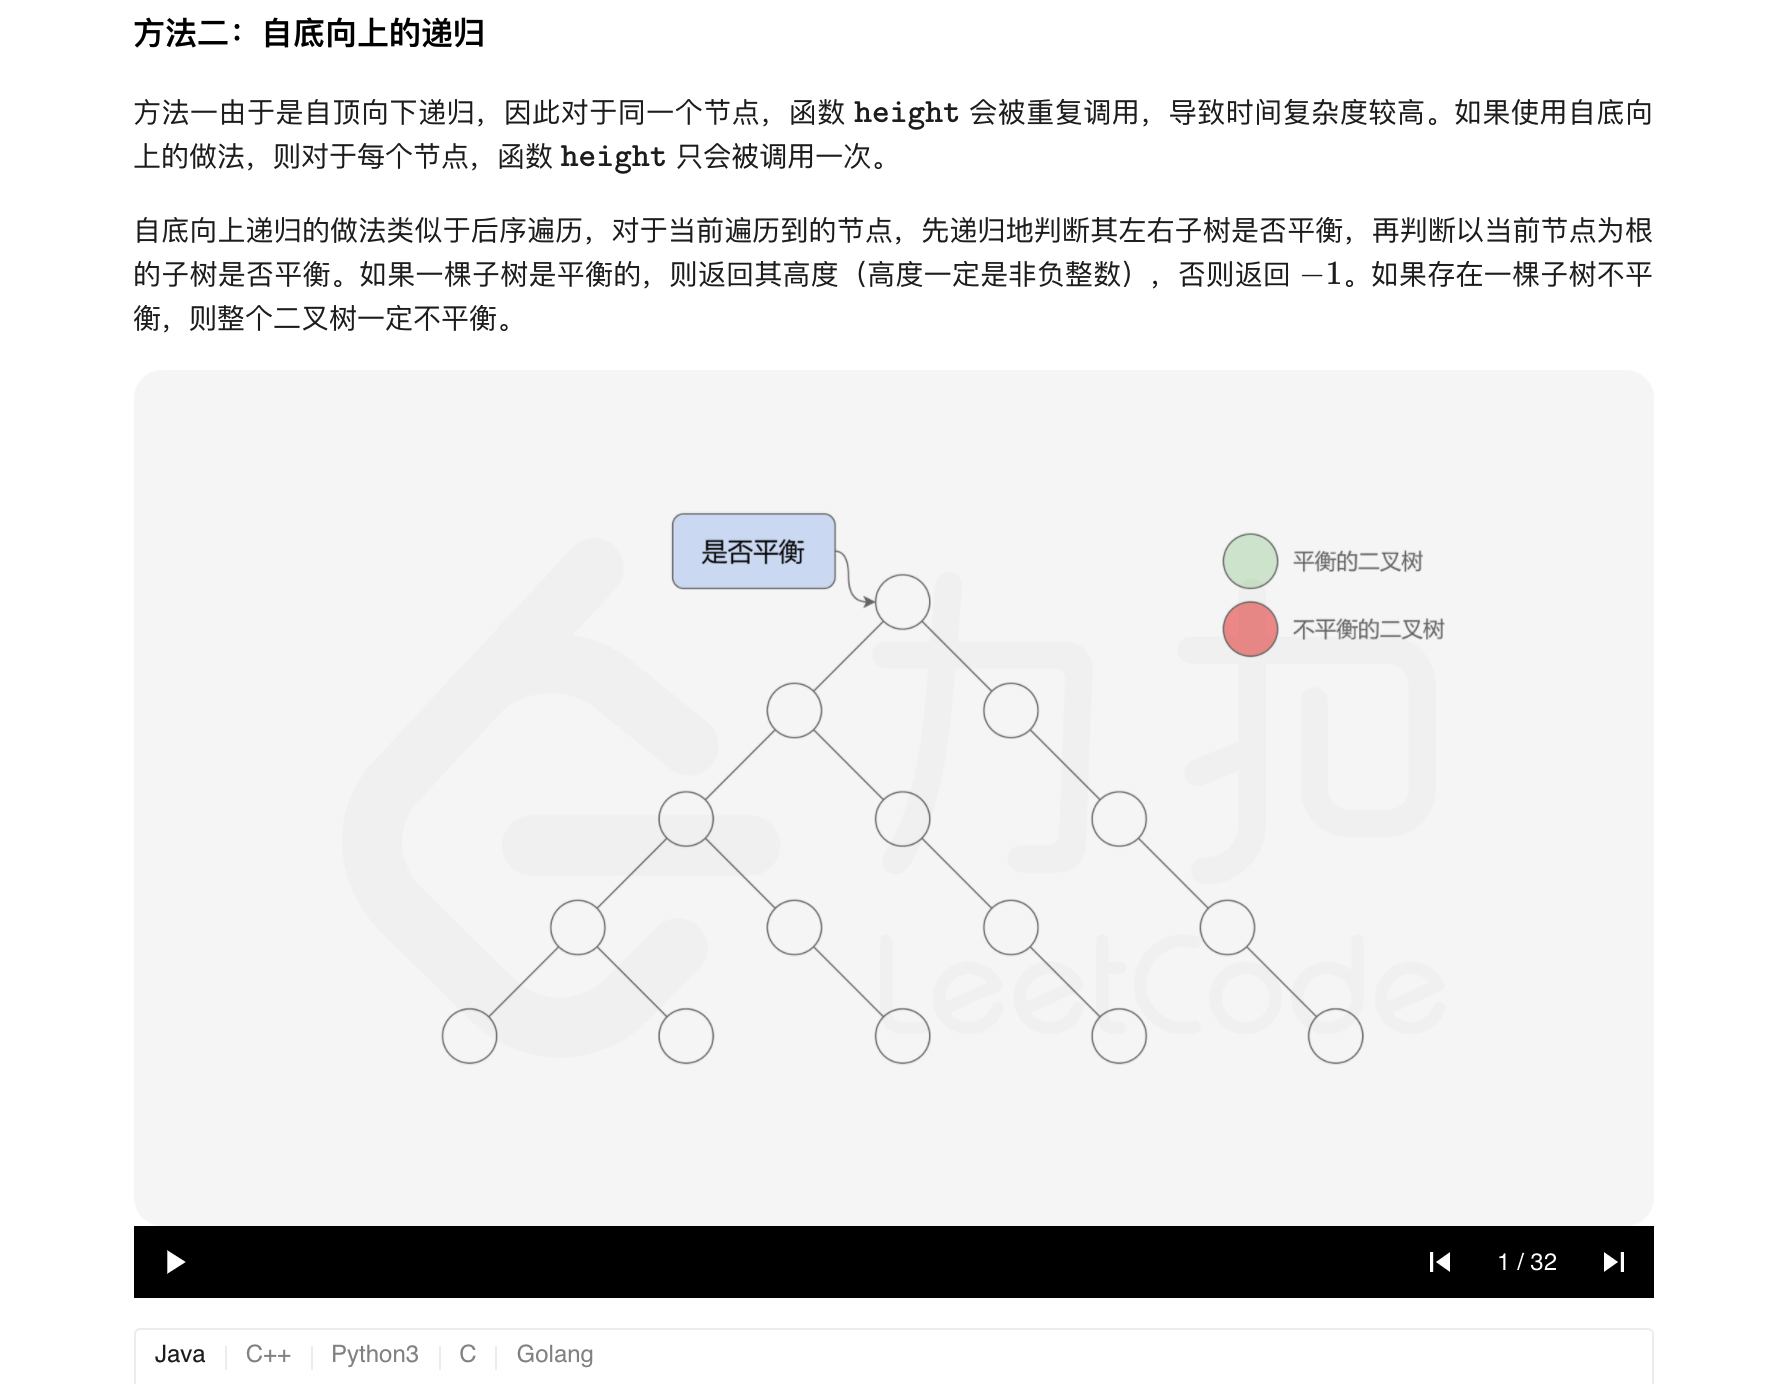 方法二：自底向上的递归
方法一由于是自顶向下递归，因此对于同一个节点，函数 height 会被重复调用，导致时间复杂度较高。如果使用自底向
上的做法，则对于每个节点，函数 height 只会被调用一次。
自底向上递归的做法类似于后序遍历，对于当前遍历到的节点，先递归地判断其左右子树是否平衡，再判断以当前节点为根
的子树是否平衡。如果一棵子树是平衡的，则返回其高度（高度一定是非负整数），否则返回 −1。如果存在一棵子树不平
衡，则整个二叉树一定不平衡。
是否平衡
平衡的二叉树
不平衡的二叉树
力扣
LeetCode
1 / 32
Java
C++
Python3
C
Golang